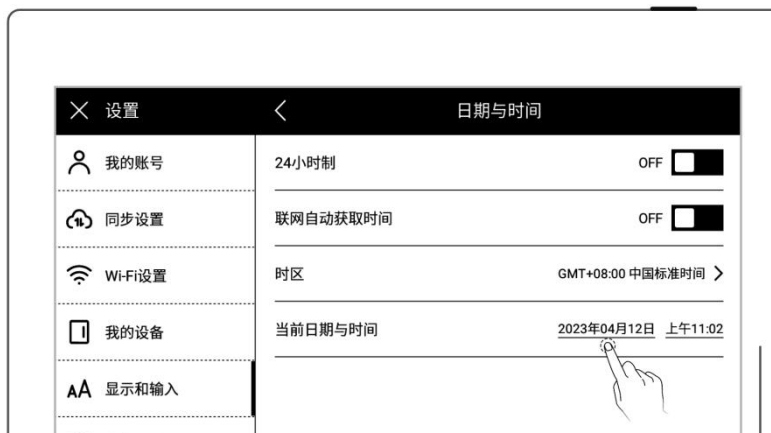 设置
日期与时间
我的账号
24小时制
OFF
同步设置
联网自动获取时间
OFF
Wi-Fi设置
时区
GMT+08:00 中国标准时间
我的设备
当前日期与时间
2023年04月12日 上午11:02
AA 显示和输入